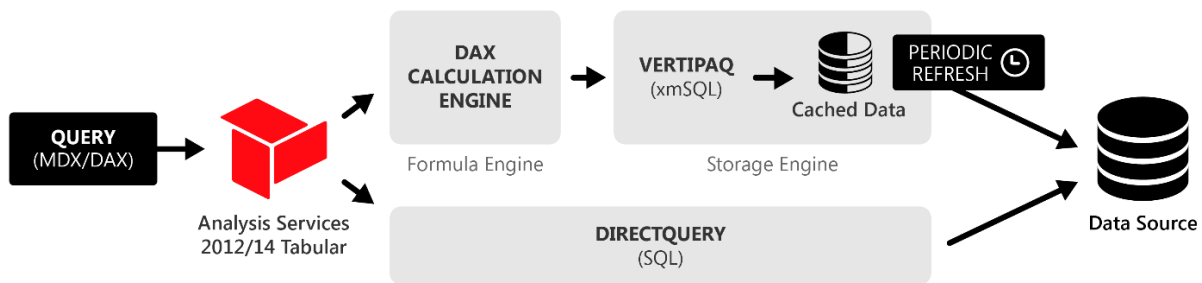 QUERY
(MDX/DAX)
Analysis Services
2012/14 Tabular
DAX
CALCULATION
ENGINE
Formula Engine
VERTIPAQ
(xmSQL)
Cached Data
Storage Engine
PERIODIC
REFRESH
DIRECTQUERY
(SQL)
Data Source